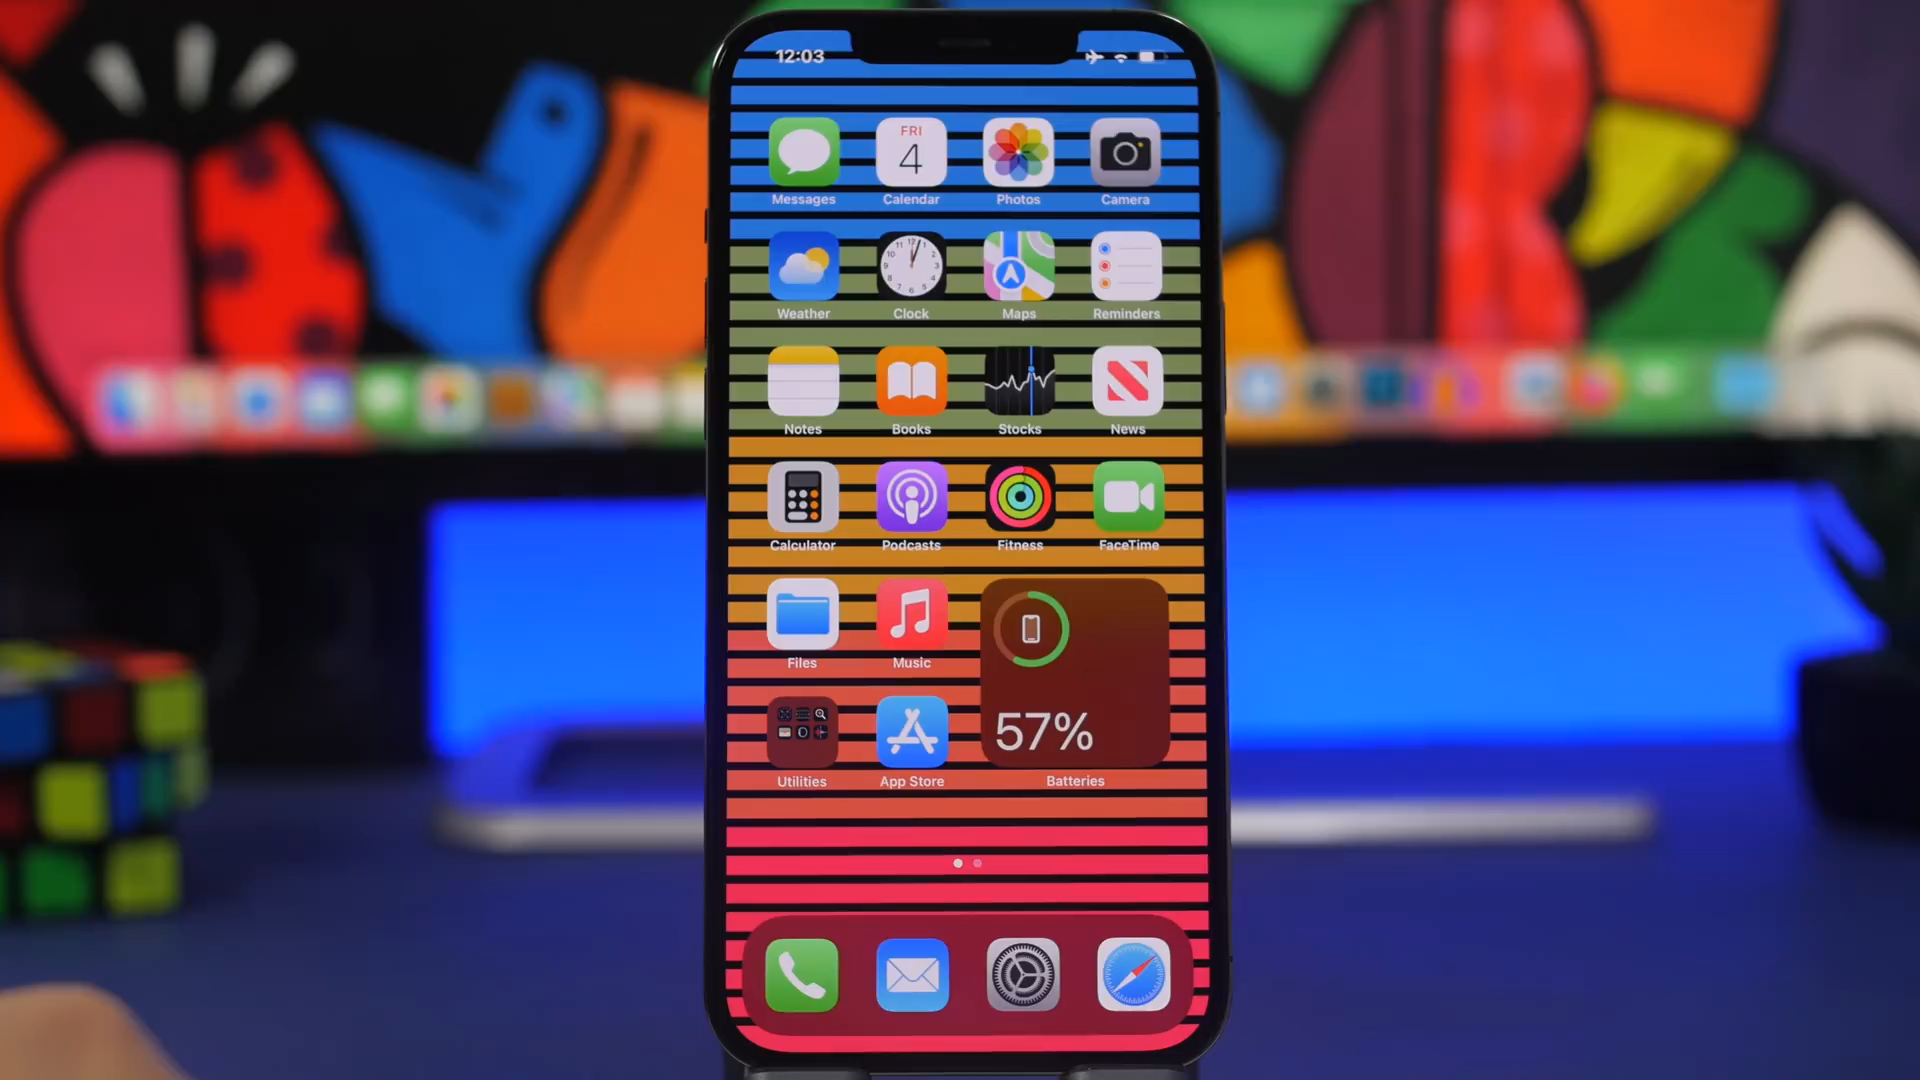 12:03
FRI
4
Messages Calendar Photos Camera
Weather Clock Maps Reminders
Notes Books Stocks News
Calculator Podcasts Fitness FaceTime
Files Music
57%
Utilities App Store Batteries